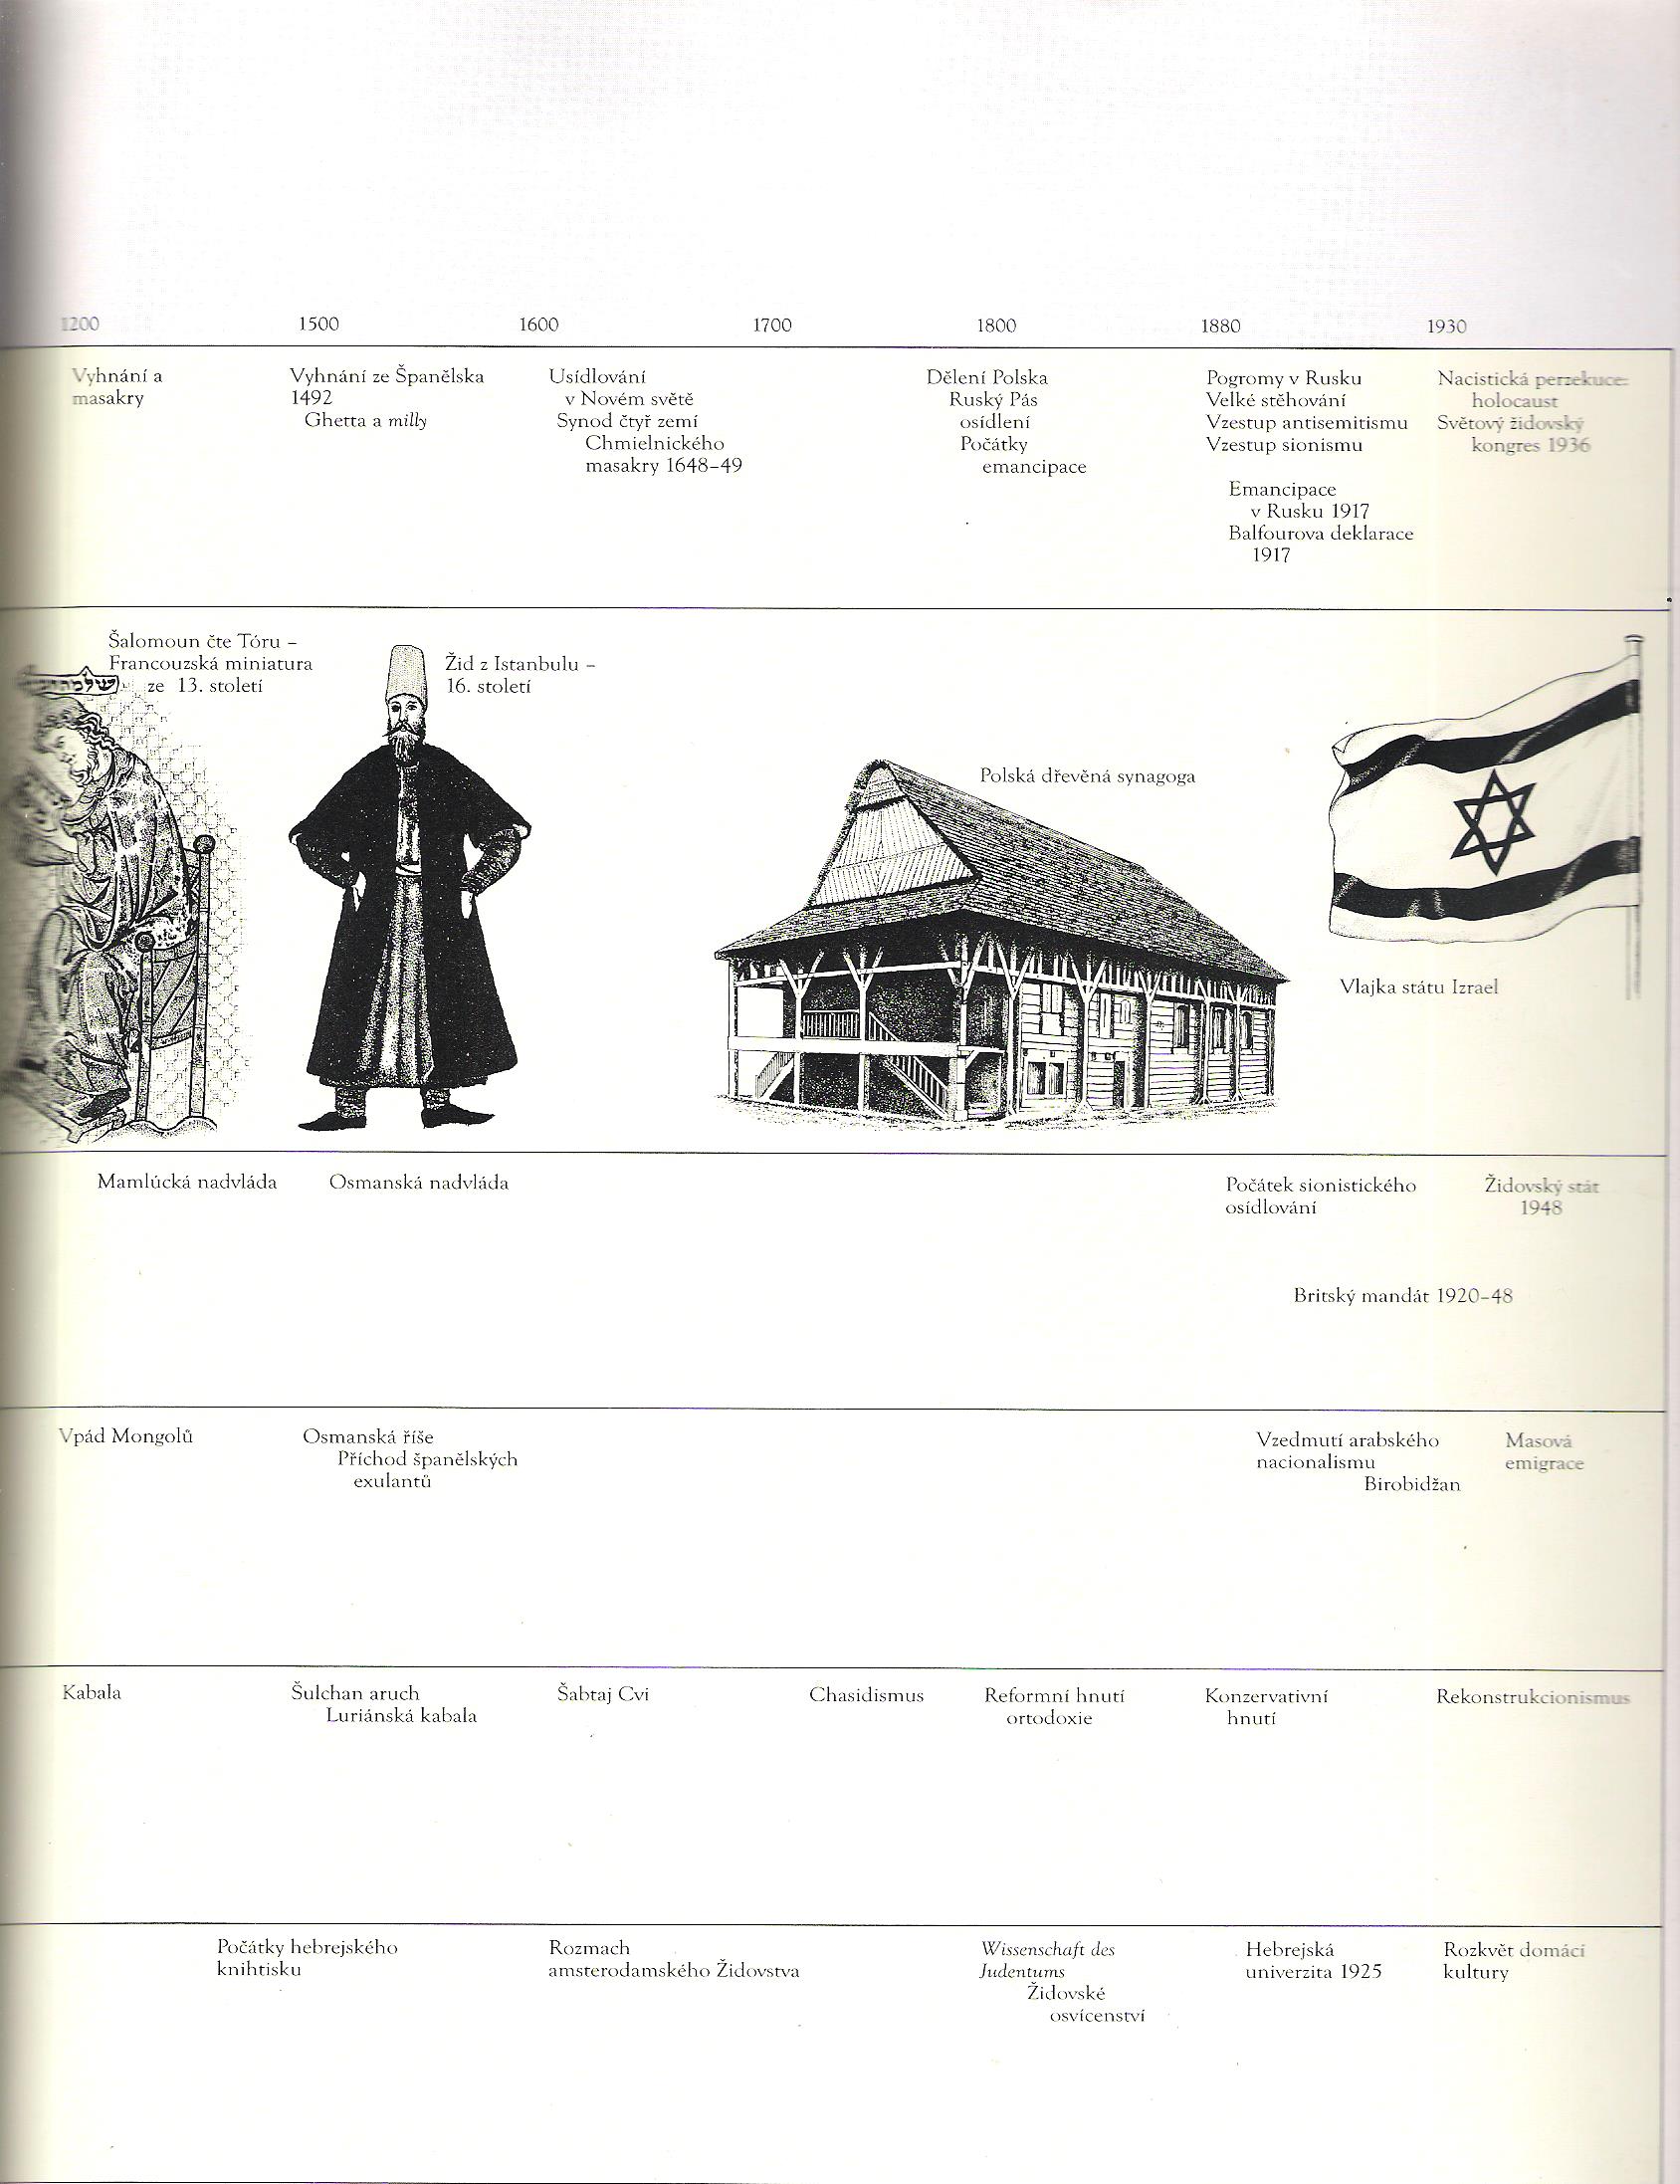 1200 1500 1600 1700 1800 1880 1930
Vyhnání a
masakry
Vyhnání ze Španělska
1492
Ghetta a milly
Usídlování
v Novém světě
Synod čtyř zemí
Chmielnického
masakry 1648–49
Dělení Polska
Ruský Pás
osídlení
Počátky
emancipace
Pogromy v Rusku
Velké stěhování
Vzestup antisemitismu
Vzestup sionismu
Emancipace
v Rusku 1917
Balfourova deklarace
1917
Nacistická perzekuce:
holocaust
Světový židovský
kongres 1936
Šalomoun čte Tóru –
Francouzská miniatura
ze 13. století
Žid z Istanbulu –
16. století
Polská dřevěná synagoga
Vlajka státu Izrael
Mamlúcká nadvláda
Osmanská nadvláda
Počátek sionistického
osídlování
Židovský stát
1948
Britský mandát 1920–48
Vpád Mongolů
Osmanská říše
Příchod španělských
exulantů
Vzedmutí arabského
nacionalismu
Birobidžan
Masová
emigrace
Kabala
Šulchan aruch
Luriánská kabala
Šabtaj Cvi
Chasidismus
Reformní hnutí
ortodoxie
Konzervativní
hnutí
Rekonstrukcionismus
Počátky hebrejského
knihtisku
Rozmach
amsterodamského Židovstva
Wissenschaft des
Judentums
Židovské
osvícenství
Hebrejská
univerzita 1925
Rozkvět domácí
kultury